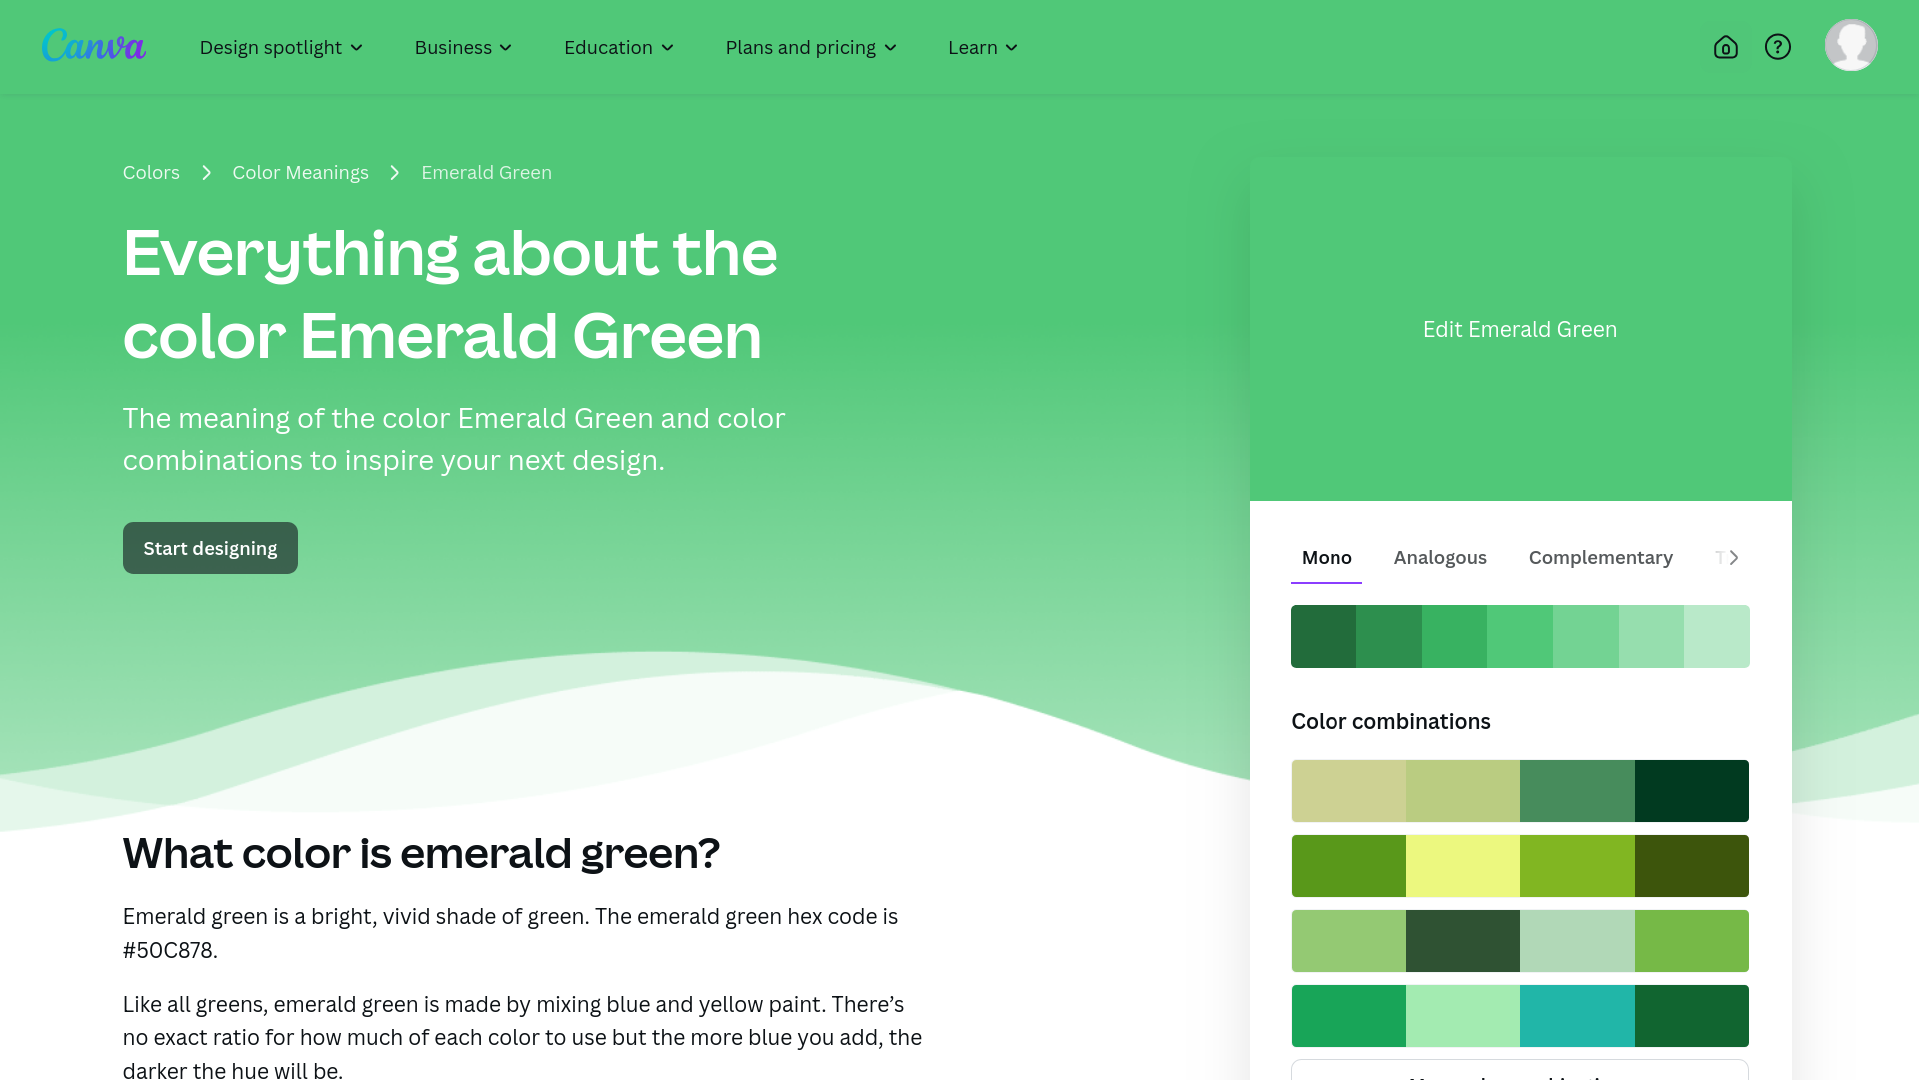 Canva
Design spotlight
Business
Education
Plans and pricing
Learn
?
Colors
Color Meanings
Emerald Green
Everything about the
color Emerald Green
The meaning of the color Emerald Green and color
combinations to inspire your next design.
Start designing
Edit Emerald Green
Mono
Analogous
Complementary
T
Color combinations
What color is emerald green?
Emerald green is a bright, vivid shade of green. The emerald green hex code is
#50C878.
Like all greens, emerald green is made by mixing blue and yellow paint. There’s
no exact ratio for how much of each color to use but the more blue you add, the
darker the hue will be.